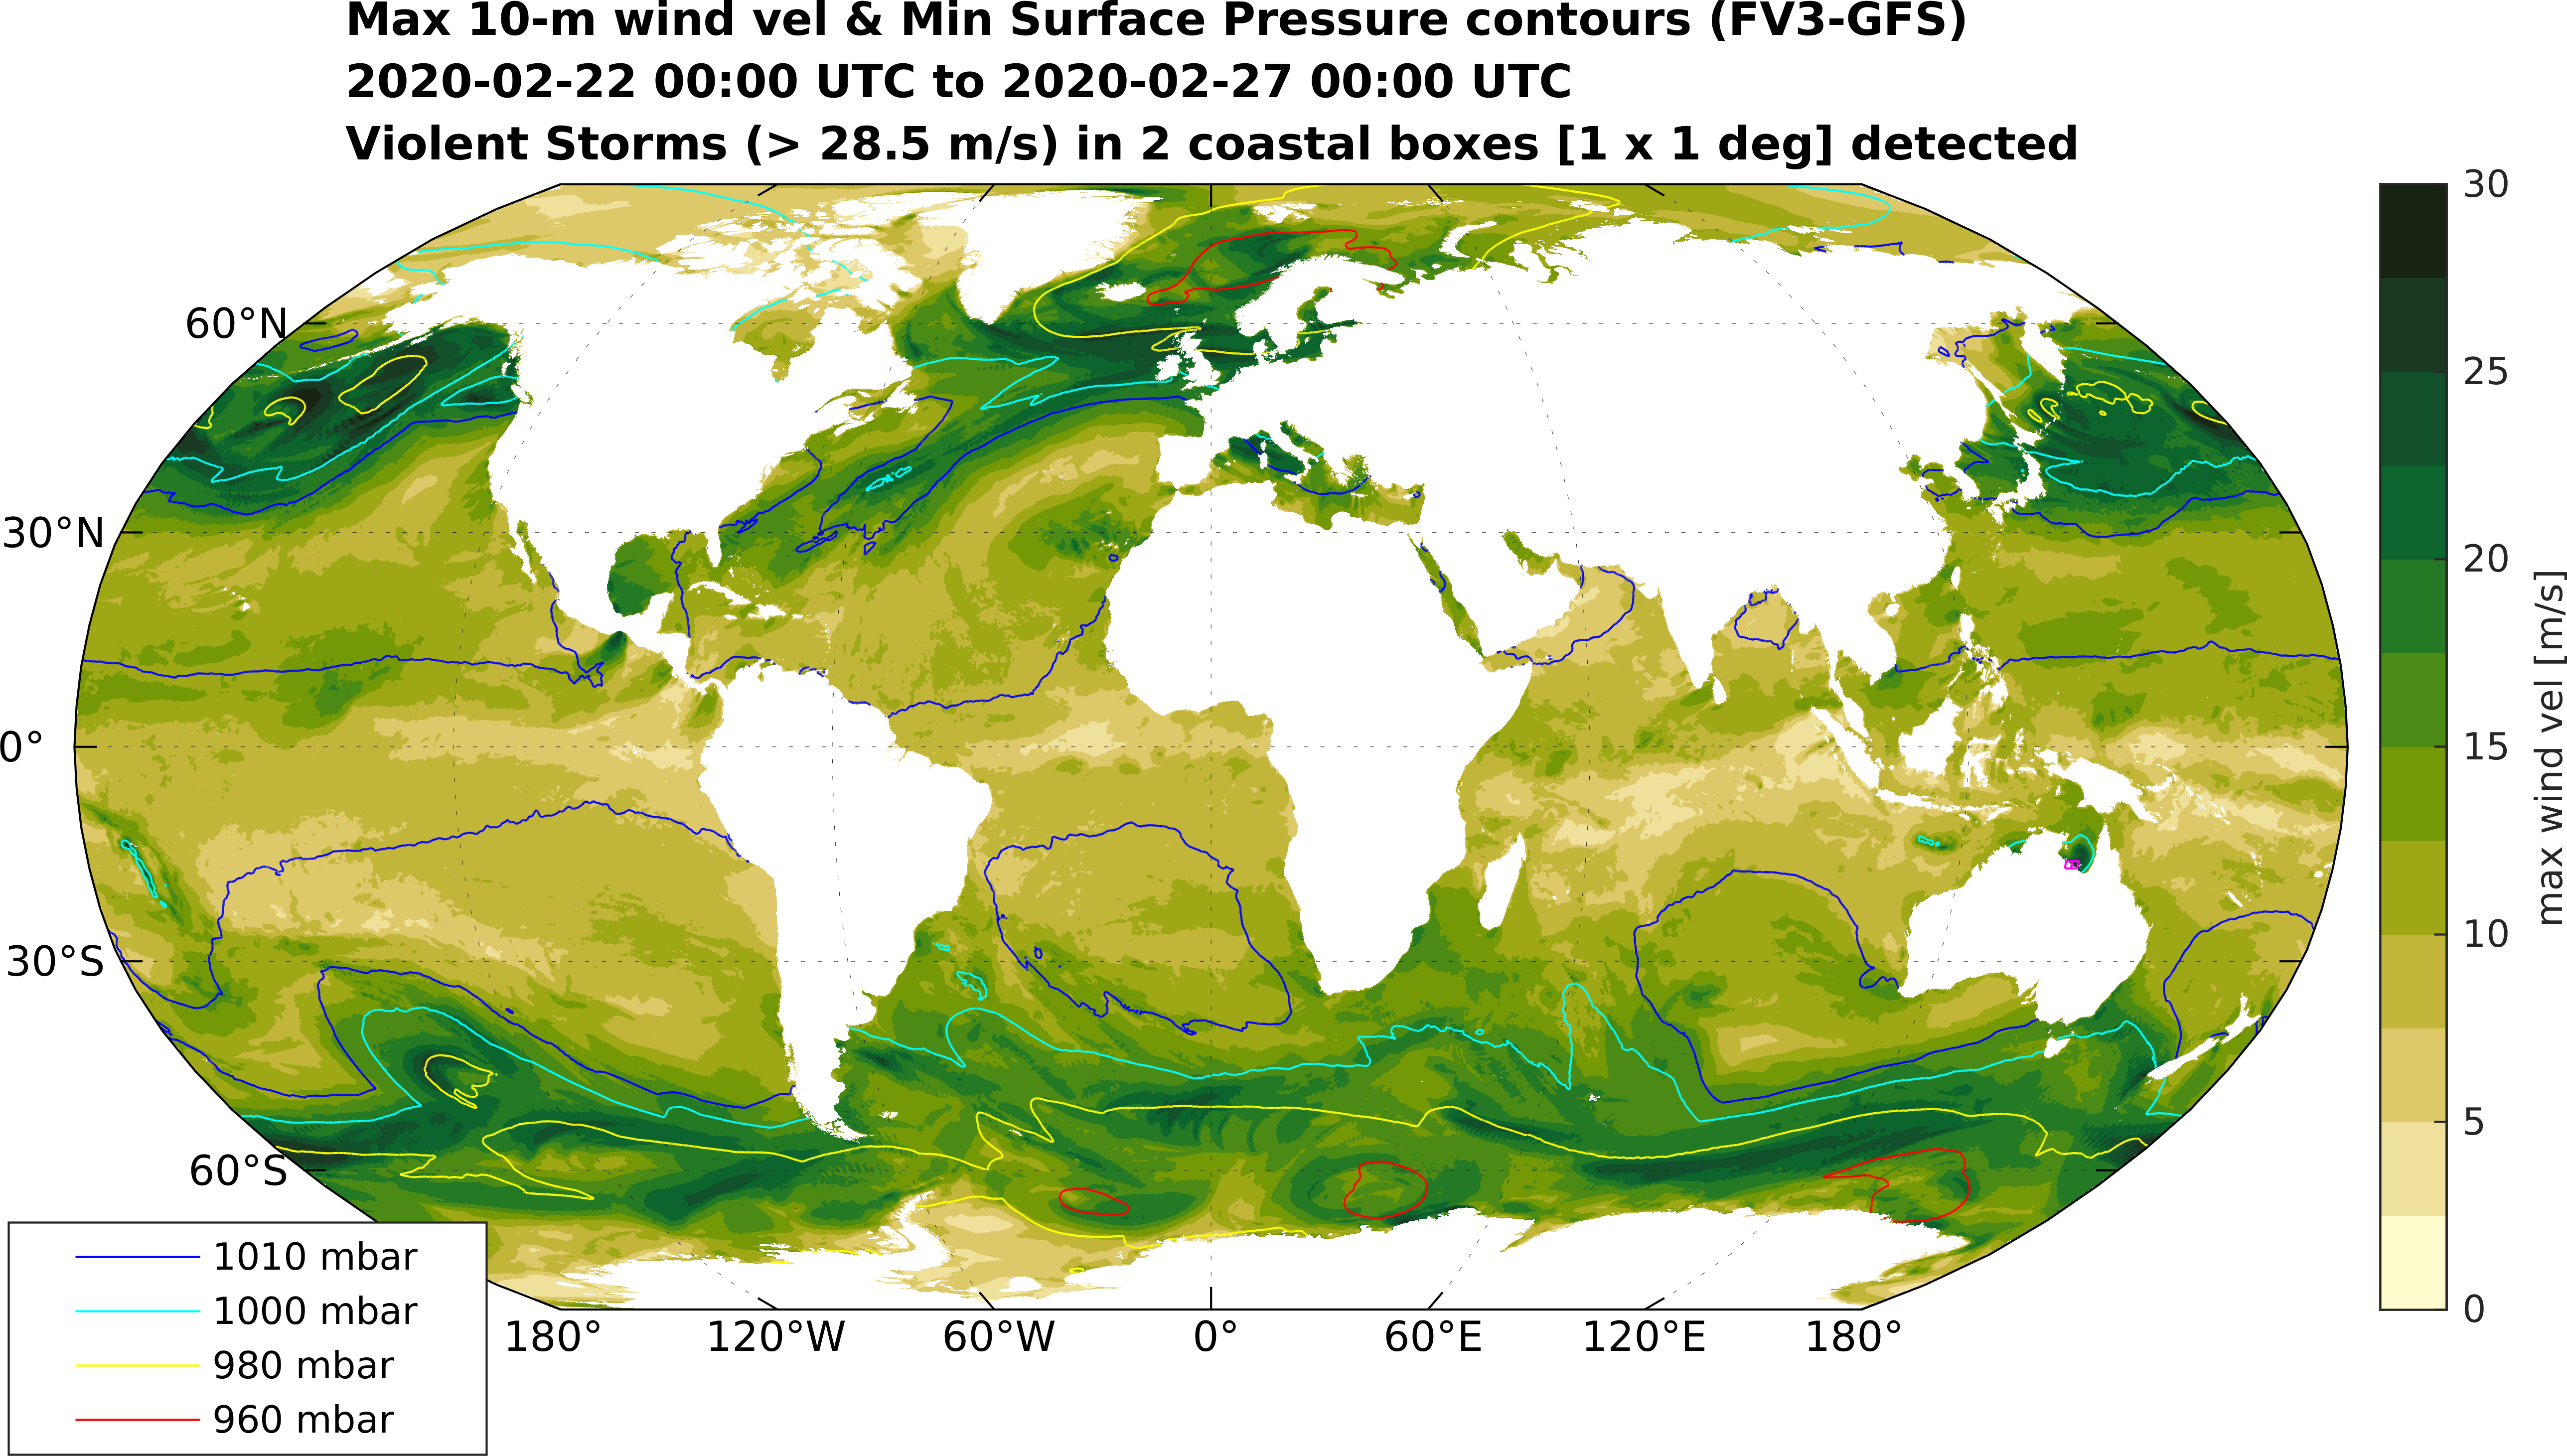 Max 10-m wind vel & Min Surface Pressure contours (FV3-GFS)
2020-02-22 00:00 UTC to 2020-02-27 00:00 UTC
Violent Storms (> 28.5 m/s) in 2 coastal boxes [1 x 1 deg] detected
60°N
30°N
0°
30°S
60°S
180°
120°W
60°W
0°
60°E
120°E
180°
1010 mbar
1000 mbar
980 mbar
960 mbar
30
25
20
15
10
5
0
max wind vel [m/s]